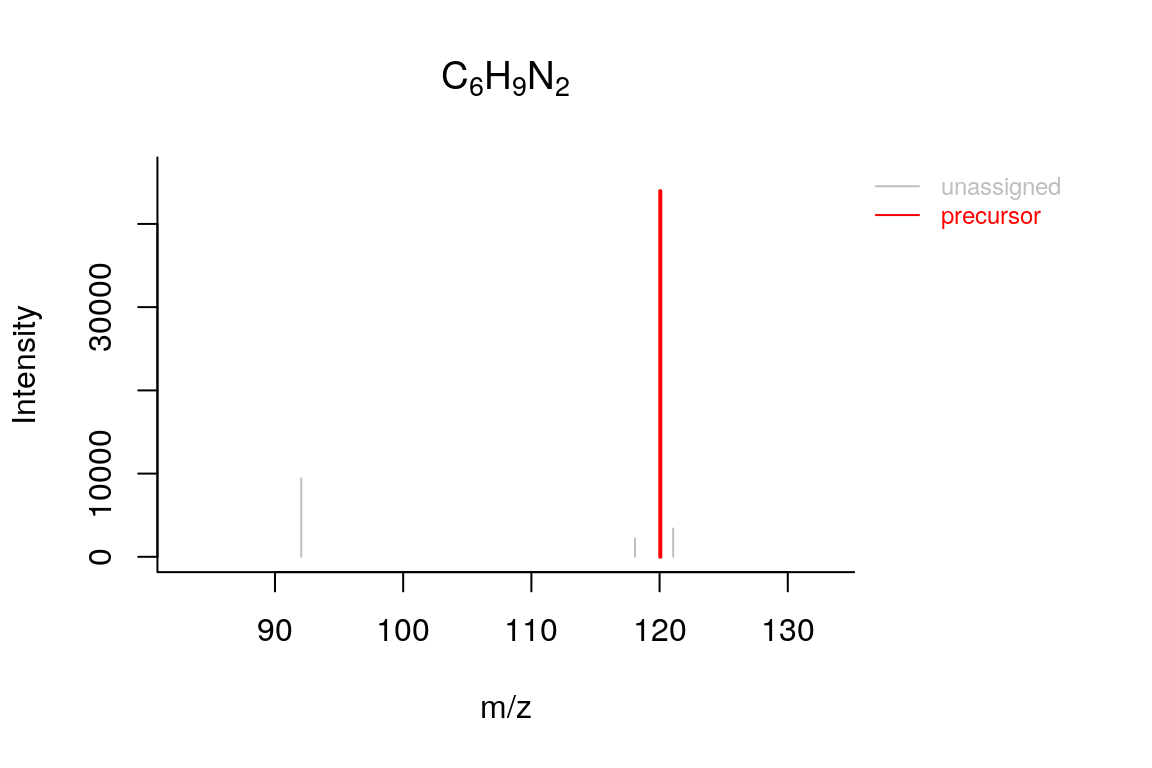 C₆H₉N₂
unassigned
precursor
Intensity
30000
10000
0
90 100 110 120 130
m/z